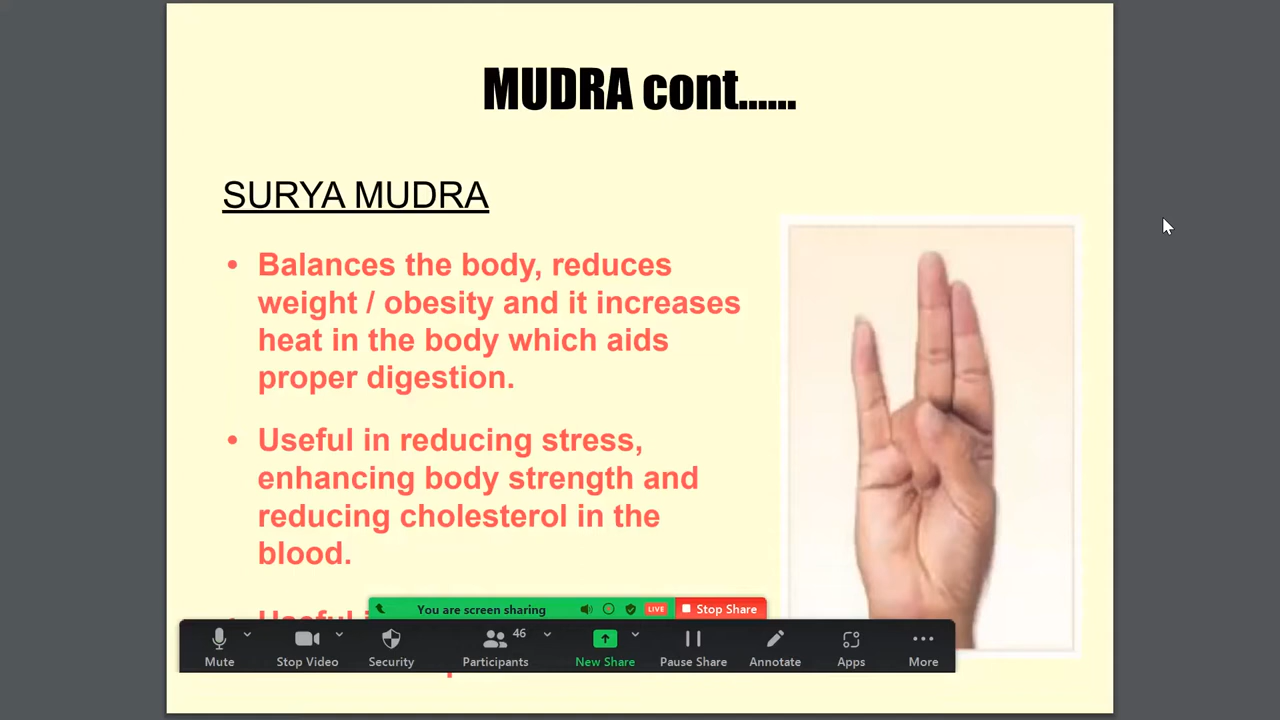 MUDRA cont......
SURYA MUDRA
• Balances the body, reduces
weight / obesity and it increases
heat in the body which aids
proper digestion.
• Useful in reducing stress,
enhancing body strength and
reducing cholesterol in the
blood.
Useful
You are screen sharing
LIVE
Stop Share
46
Mute
Stop Video
Security
Participants
New Share
Pause Share
Annotate
Apps
More